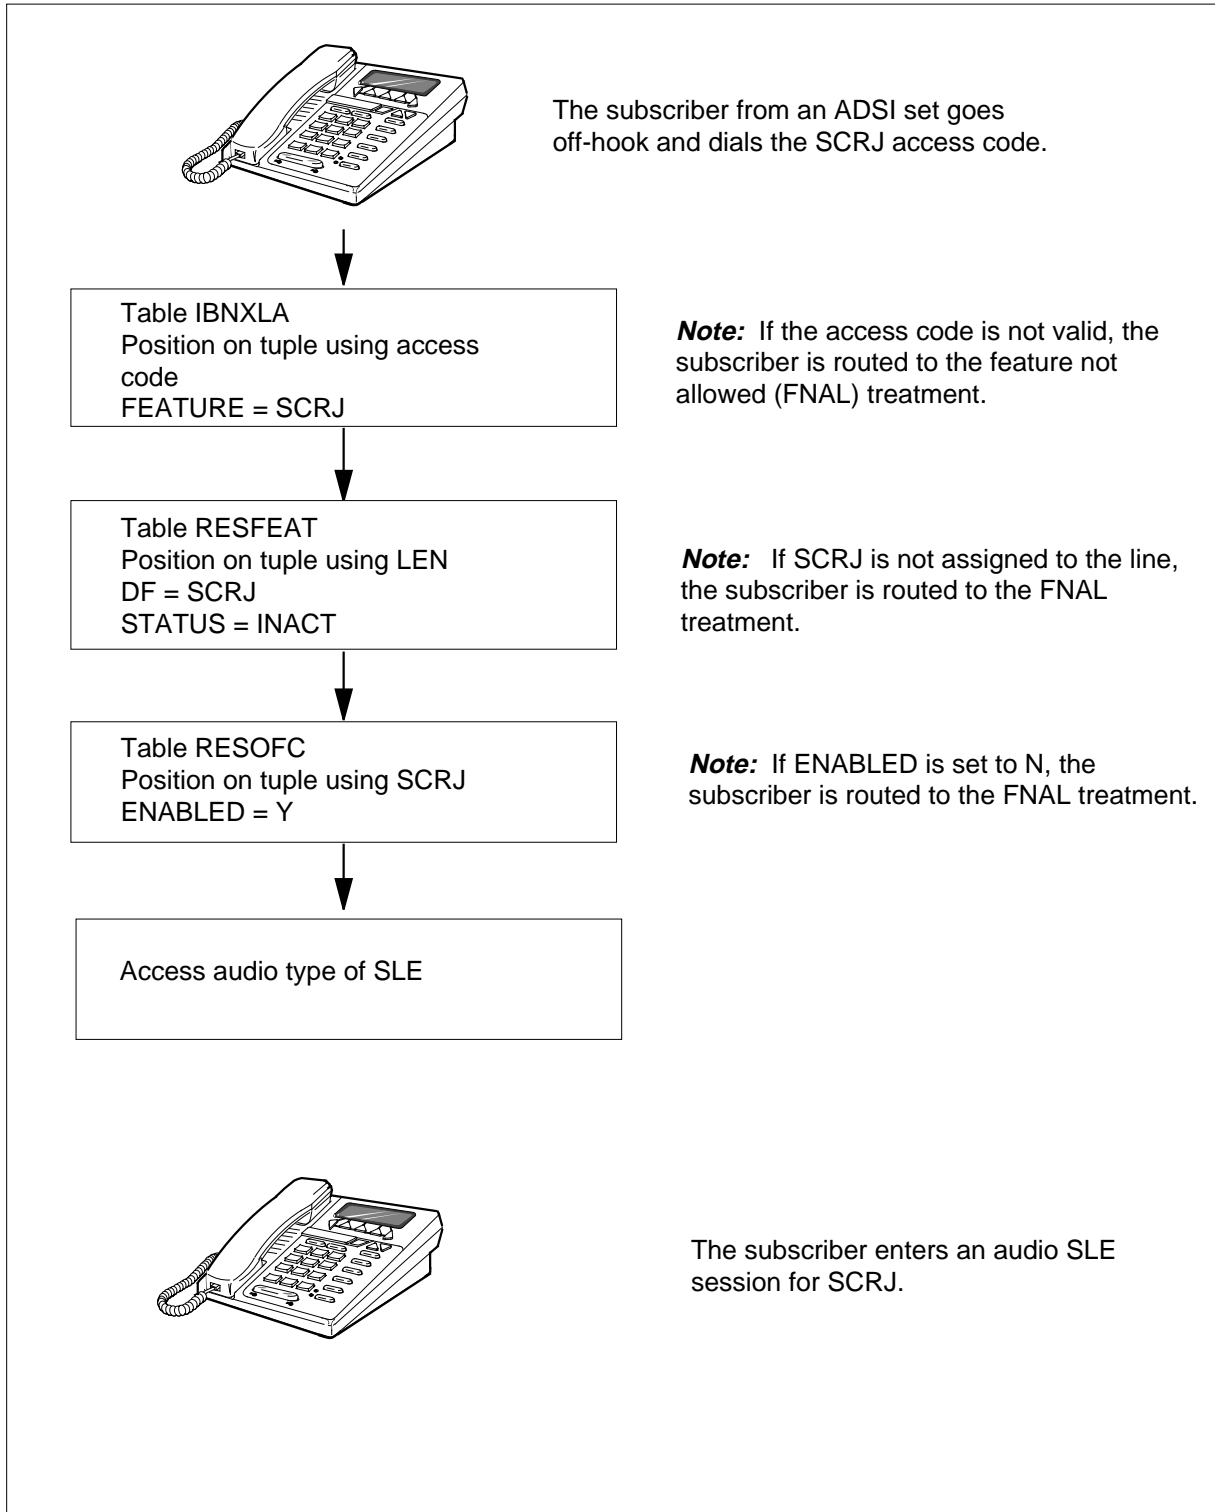 The subscriber from an ADSI set goes
off-hook and dials the SCRJ access code.
Table IBNXLA
Position on tuple using access
code
FEATURE = SCRJ
Note: If the access code is not valid, the
subscriber is routed to the feature not
allowed (FNAL) treatment.
Table RESFEAT
Position on tuple using LEN
DF = SCRJ
STATUS = INACT
Note: If SCRJ is not assigned to the line,
the subscriber is routed to the FNAL
treatment.
Table RESOFC
Position on tuple using SCRJ
ENABLED = Y
Note: If ENABLED is set to N, the
subscriber is routed to the FNAL treatment.
Access audio type of SLE
The subscriber enters an audio SLE
session for SCRJ.